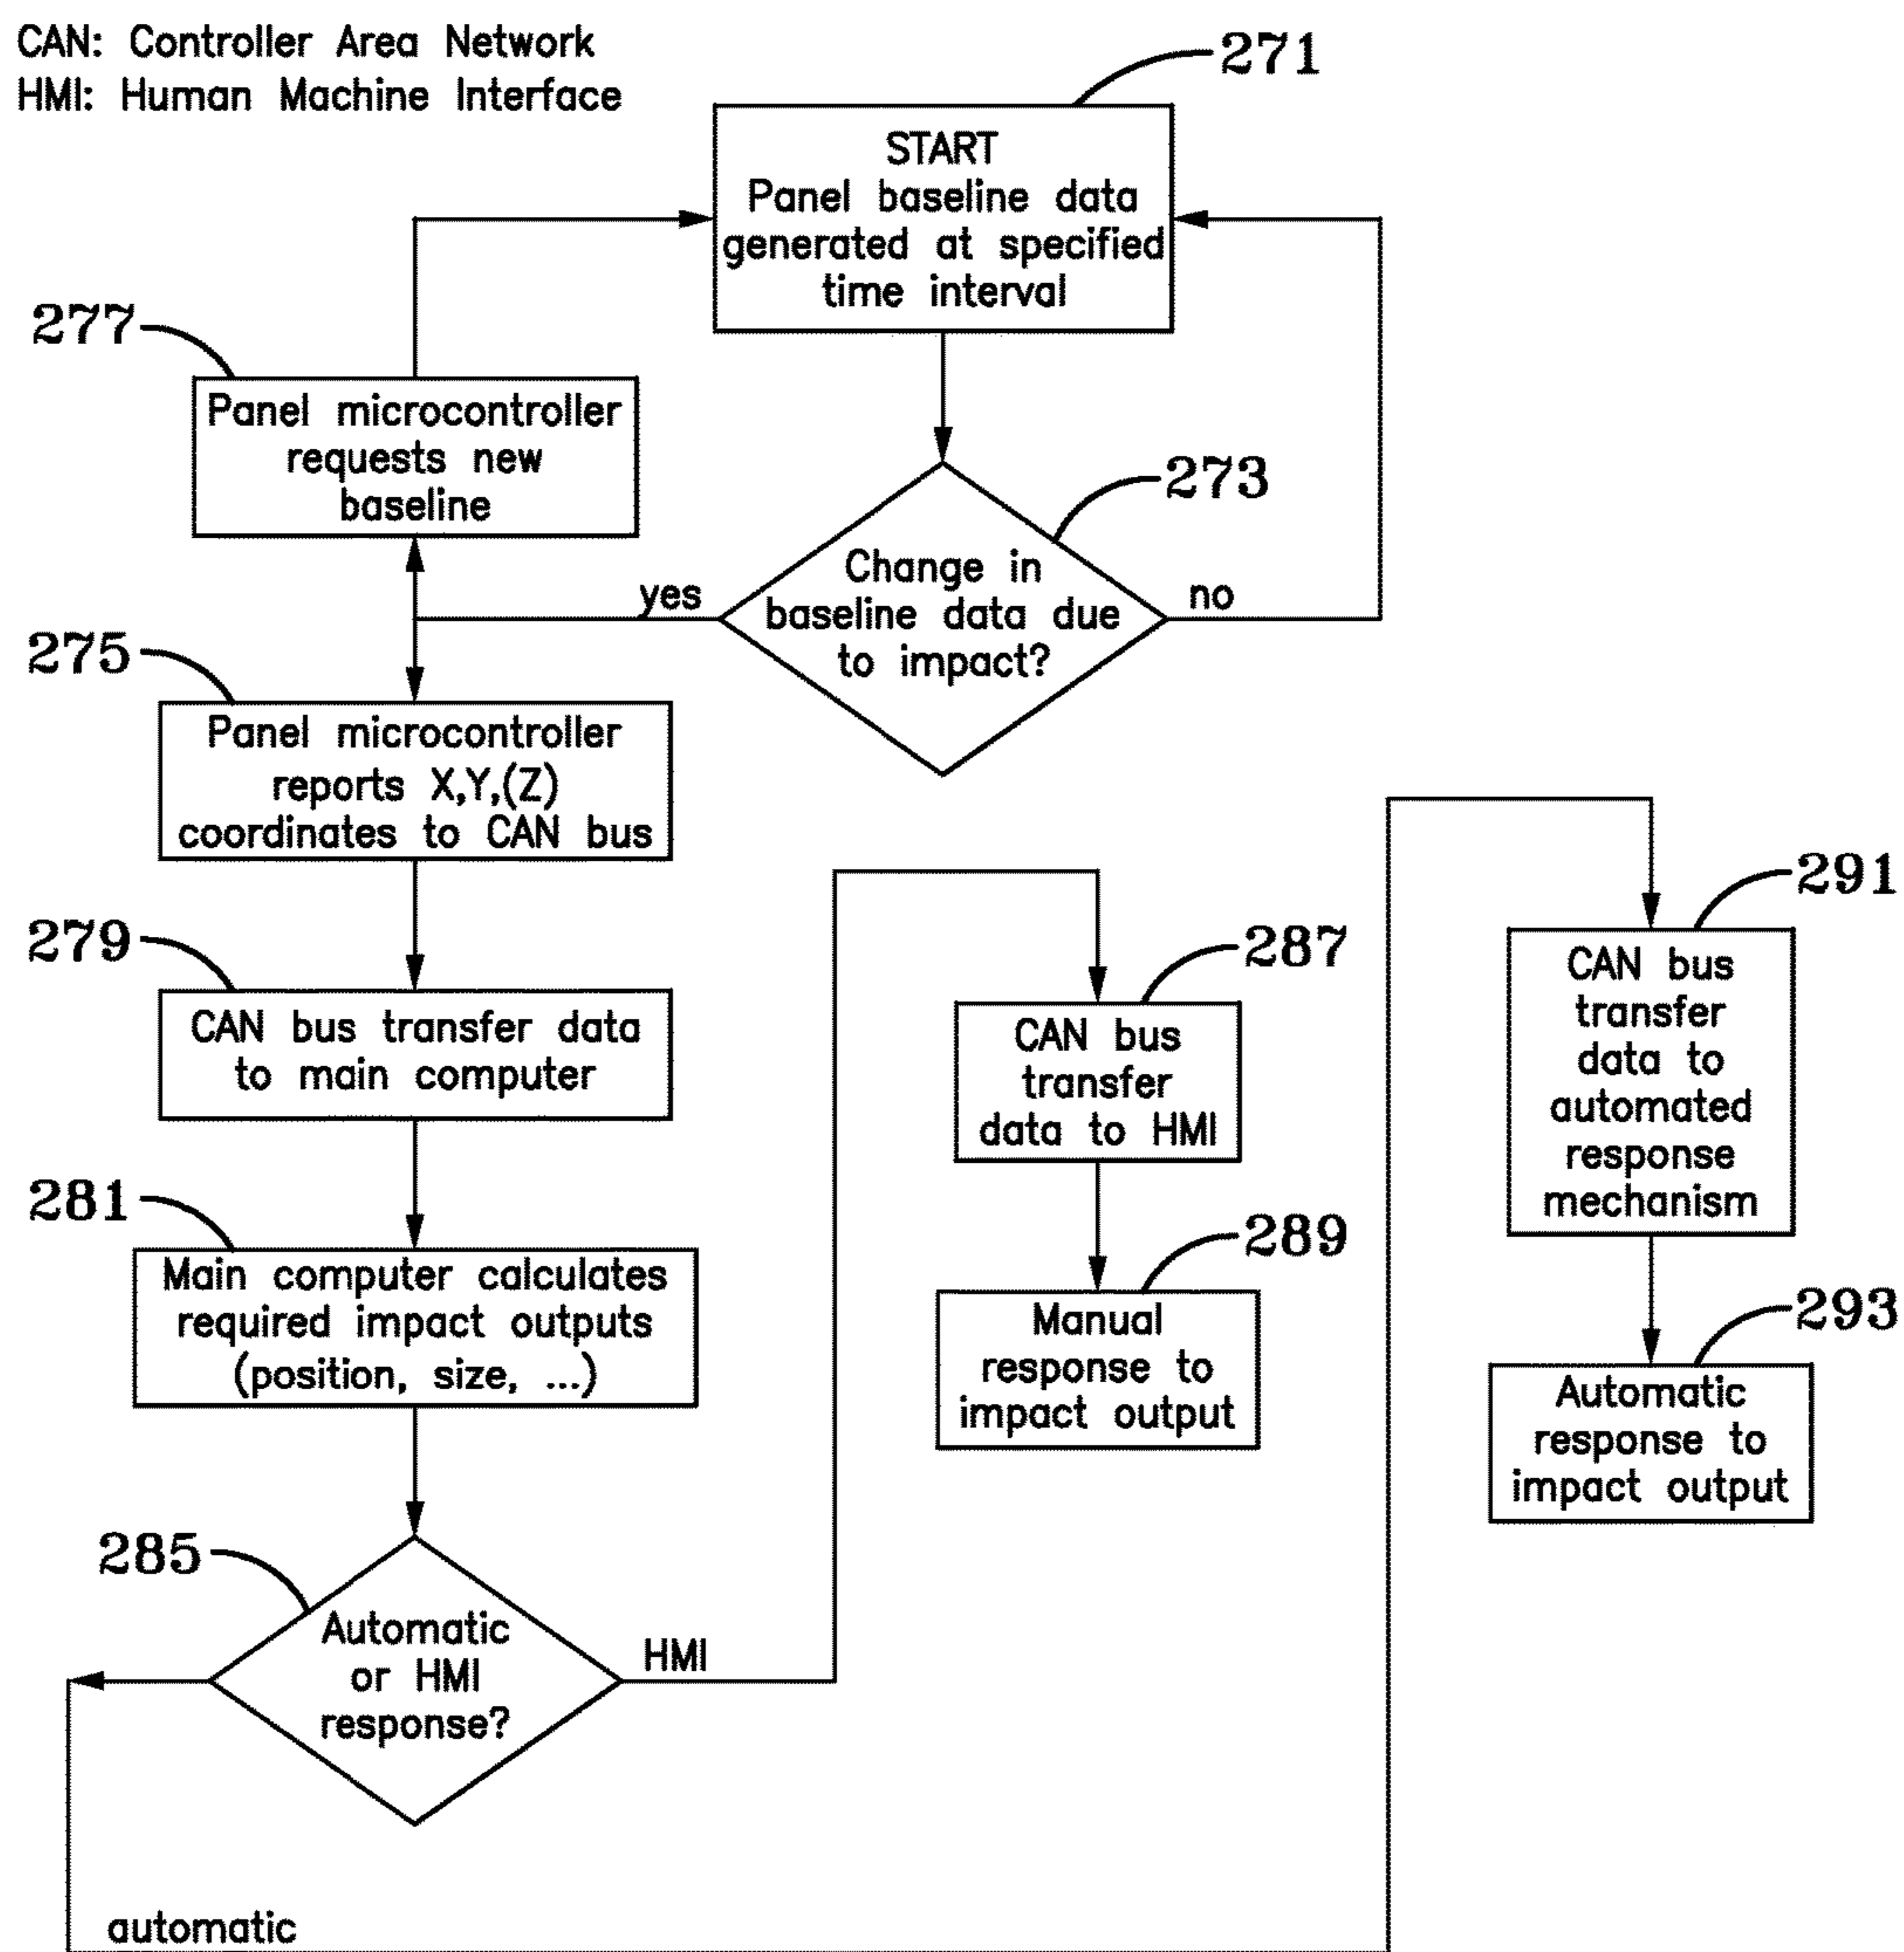 CAN: Controller Area Network
HMI: Human Machine Interface
271
START
Panel baseline data
generated at specified
time interval
277
Panel microcontroller
requests new
baseline
273
Change in
baseline data due
to impact?
yes
no
275
Panel microcontroller
reports X,Y,(Z)
coordinates to CAN bus
279
CAN bus transfer data
to main computer
281
Main computer calculates
required impact outputs
(position, size, ...)
285
Automatic
or HMI
response?
HMI
automatic
287
CAN bus
transfer
data to HMI
289
Manual
response to
impact output
291
CAN bus
transfer
data to
automated
response
mechanism
293
Automatic
response to
impact output